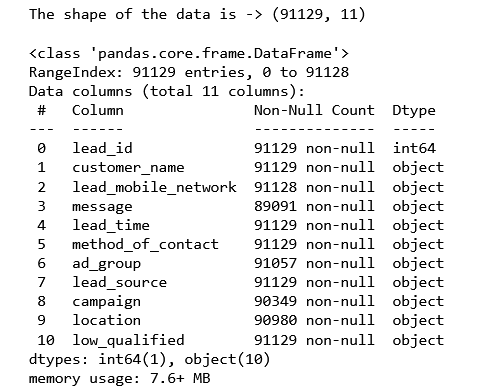 The shape of the data is -> (91129, 11)
<class 'pandas.core.frame.DataFrame'>
RangeIndex: 91129 entries, 0 to 91128
Data columns (total 11 columns):
 #   Column               Non-Null Count  Dtype
---  ------               --------------  -----
 0   lead_id              91129 non-null  int64
 1   customer_name        91129 non-null  object
 2   lead_mobile_network  91128 non-null  object
 3   message              89091 non-null  object
 4   lead_time            91129 non-null  object
 5   method_of_contact    91129 non-null  object
 6   ad_group             91057 non-null  object
 7   lead_source          91129 non-null  object
 8   campaign             90349 non-null  object
 9   location             90980 non-null  object
 10  low_qualified        91129 non-null  object
dtypes: int64(1), object(10)
memory usage: 7.6+ MB